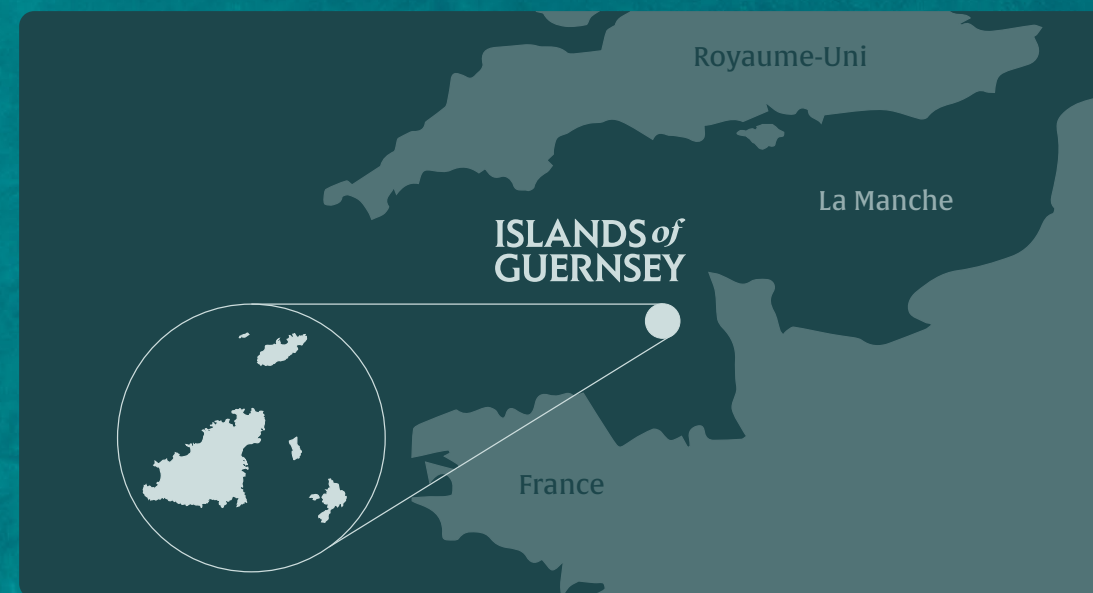 Royaume-Uni
La Manche
ISLANDS of
GUERNSEY
France